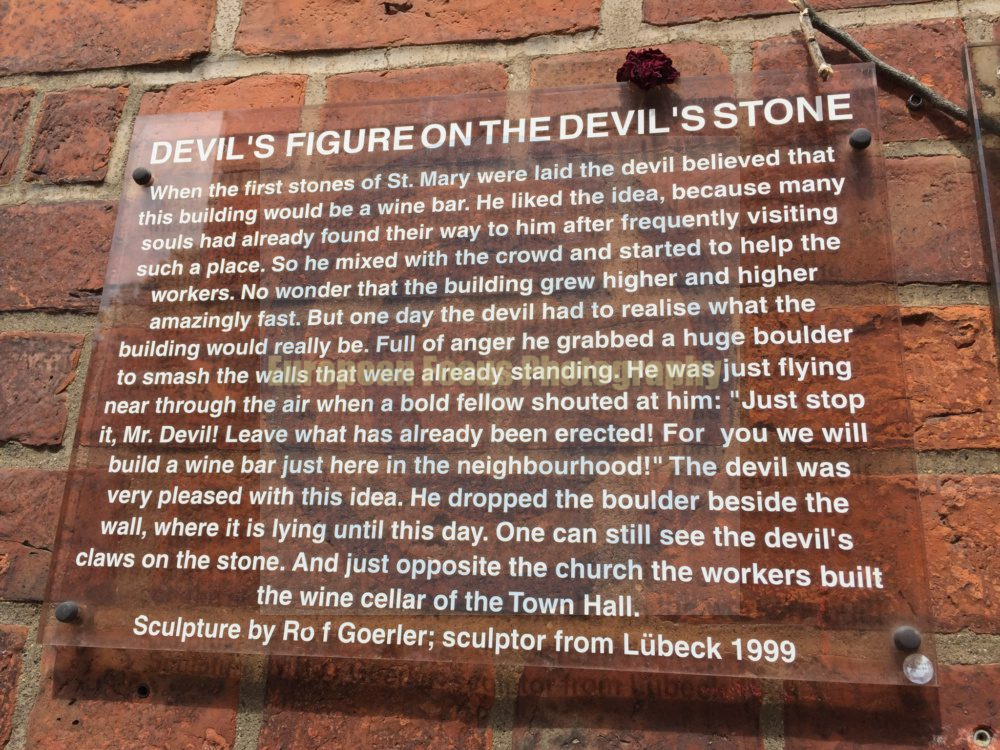 DEVIL'S FIGURE ON THE DEVIL'S STONE
When the first stones of St. Mary were laid the devil believed that
this building would be a wine bar. He liked the idea, because many
souls had already found their way to him after frequently visiting
such a place. So he mixed with the crowd and started to help the
workers. No wonder that the building grew higher and higher
amazingly fast. But one day the devil had to realise what the
building would really be. Full of anger he grabbed a huge boulder
to smash the walls that were already standing. He was just flying
near through the air when a bold fellow shouted at him: "Just stop
it, Mr. Devil! Leave what has already been erected! For you we will
build a wine bar just here in the neighbourhood!" The devil was
very pleased with this idea. He dropped the boulder beside the
wall, where it is lying until this day. One can still see the devil's
claws on the stone. And just opposite the church the workers built
the wine cellar of the Town Hall.
Sculpture by Ro f Goerler; sculptor from Lübeck 1999
Photography